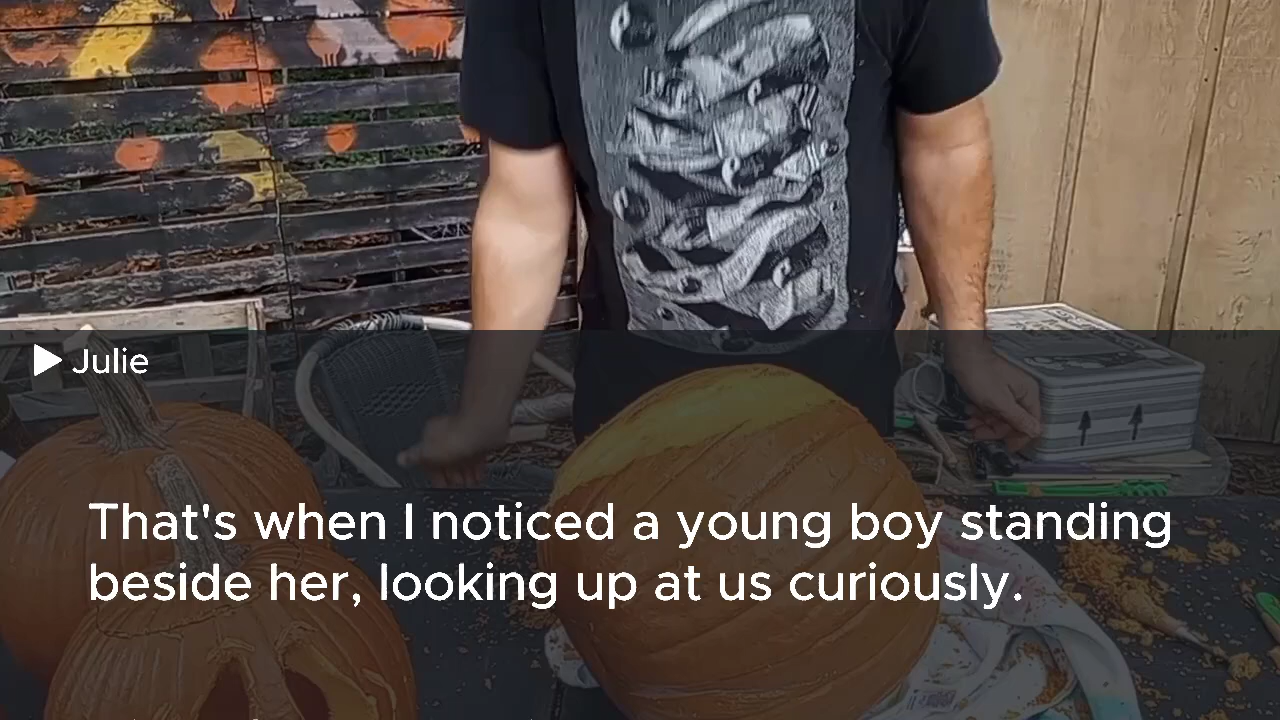 Julie
That's when I noticed a young boy standing
beside her, looking up at us curiously.